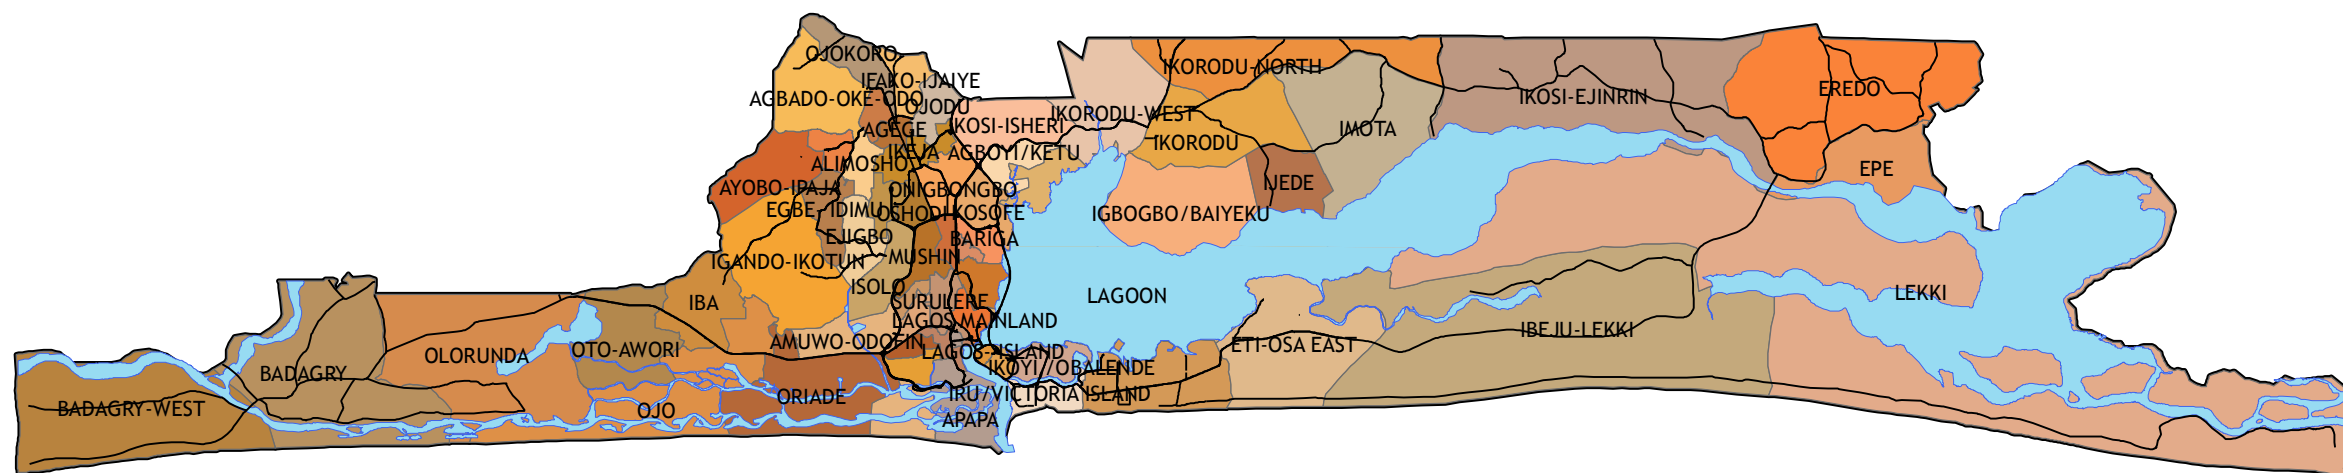 OJOKORO
IFAKO-IJAIYE
AGBADO-OKE-ODO
OJODU
AGEGE
IKOSI-ISHERI
IKORODU-WEST
IKORODU-NORTH
IKOSI-EJINRIN
EREDO
IKEJA
AGBOYI/KETU
IKORODU
IMOTA
ALIMOSHO
AYOBO-IPAJA
ONIGBONGBO
IJEDE
EPE
EGBE-IDIMU
OSHODI
KOSOFE
IGBOGBO/BAIYEKU
EJIGBO
BARIGA
MUSHIN
IGANDO-IKOTUN
ISOLO
IBA
SURULERE
LAGOON
LEKKI
LAGOS MAINLAND
IBEJU-LEKKI
AMUWO-ODOFIN
ETI-OSA EAST
OLORUNDA
OTO-AWORI
LAGOS-ISLAND
IKOYI//OBALENDE
BADAGRY
IRU/VICTORIA ISLAND
ORIADE
BADAGRY-WEST
OJO
APAPA